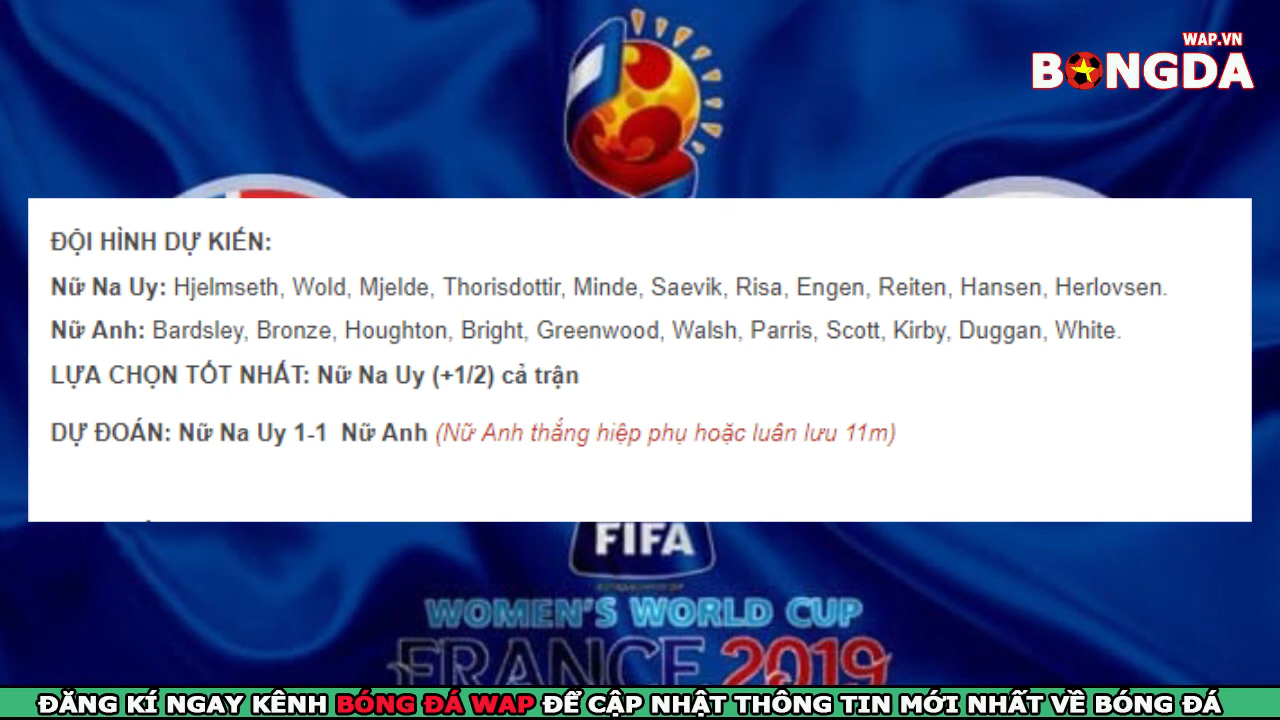 WAP.VN
BONGDA
ĐỘI HÌNH DỰ KIẾN:
Nữ Na Uy: Hjelmseth, Wold, Mjelde, Thorisdottir, Minde, Saevik, Risa, Engen, Reiten, Hansen, Herlovsen.
Nữ Anh: Bardsley, Bronze, Houghton, Bright, Greenwood, Walsh, Parris, Scott, Kirby, Duggan, White.
LỰA CHỌN TỐT NHẤT: Nữ Na Uy (+1/2) cả trận
DỰ ĐOÁN: Nữ Na Uy 1-1 Nữ Anh (Nữ Anh thắng hiệp phụ hoặc luân lưu 11m)
FIFA
WOMEN'S WORLD CUP
FRANCE 2019
ĐĂNG KÍ NGAY KÊNH BÓNG ĐÁ WAP ĐỂ CẬP NHẬT THÔNG TIN MỚI NHẤT VỀ BÓNG ĐÁ